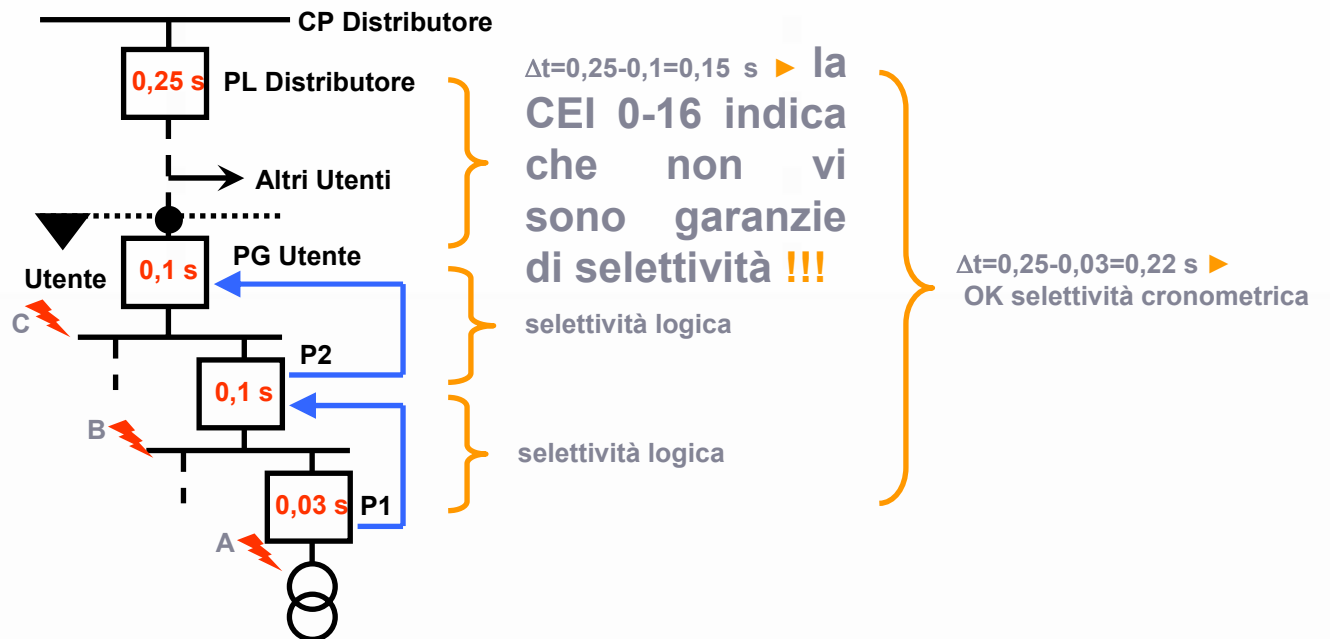 CP Distributore
0,25 s
PL Distributore
Altri Utenti
Utente
0,1 s
PG Utente
C
P2
0,1 s
B
0,03 s
P1
A
Δt=0,25-0,1=0,15 s ► la
CEI 0-16 indica
che non vi
sono garanzie
di selettività !!!
selettività logica
selettività logica
Δt=0,25-0,03=0,22 s ►
OK selettività cronometrica